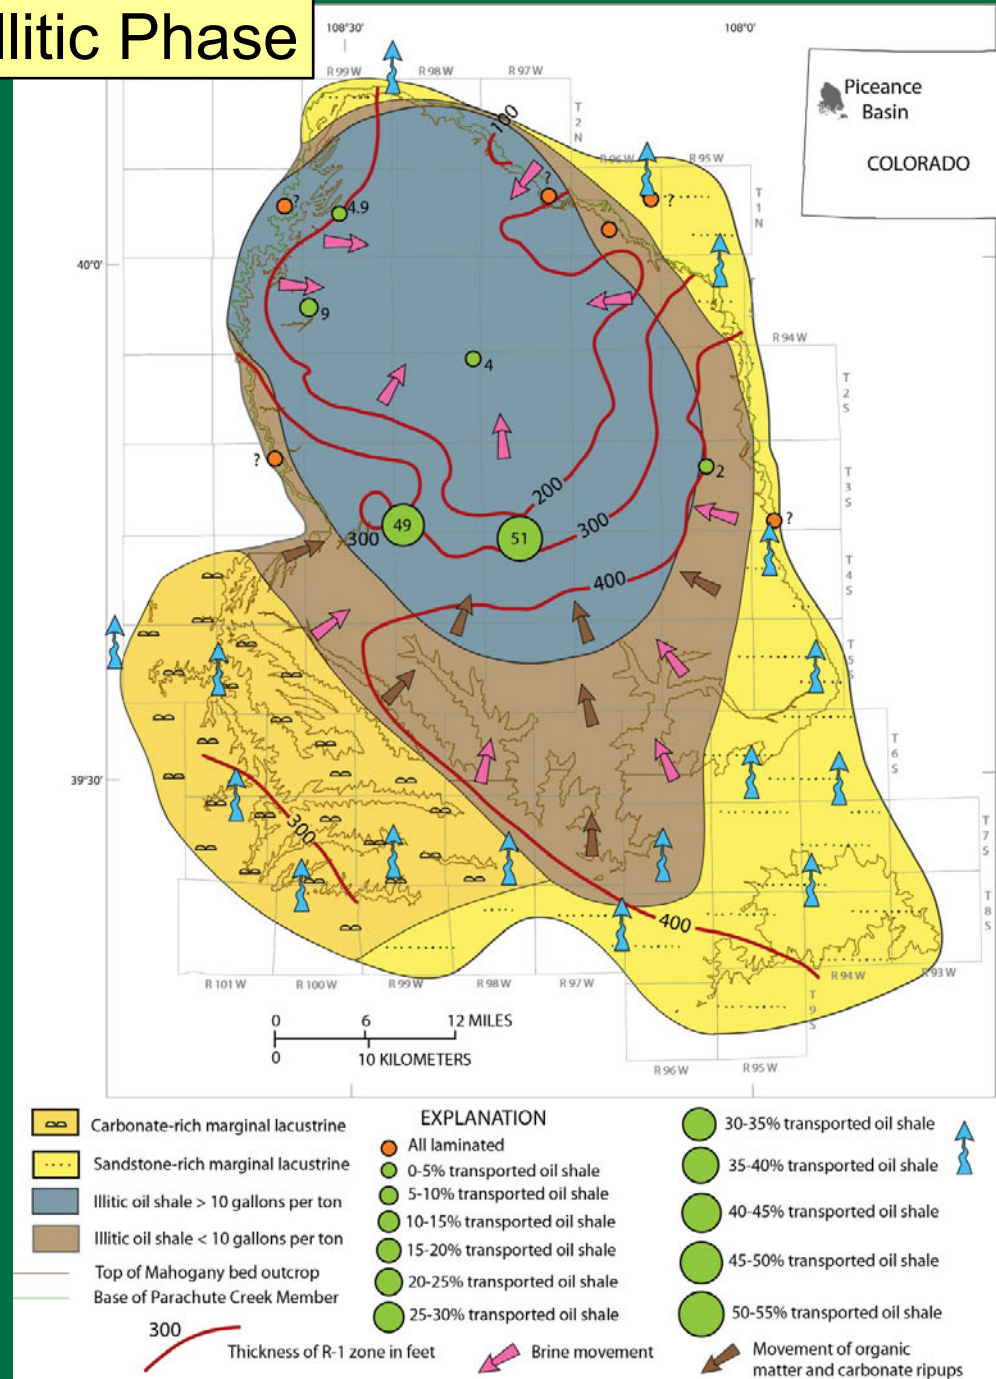 llitic Phase
108°30'
108°0'
R 99 W
R 98 W
R 97 W
Piceance
Basin
COLORADO
T
2
N
100
R 96 W
R 95 W
?
?
?
4.9
T
1
N
40°0'
9
R 94 W
4
T
2
S
?
2
T
3
S
200
49
51
300
?
300
400
T
4
S
T
5
S
T
6
S
39°30'
300
T
7
S
T
8
S
400
R 101 W
R 100 W
R 99 W
R 98 W
R 97 W
R 94 W
R 93W
T
9
S
0
6
12 MILES
0
10 KILOMETERS
R 96 W
R 95 W
EXPLANATION
Carbonate-rich marginal lacustrine
Sandstone-rich marginal lacustrine
Illitic oil shale > 10 gallons per ton
Illitic oil shale < 10 gallons per ton
Top of Mahogany bed outcrop
Base of Parachute Creek Member
All laminated
0-5% transported oil shale
5-10% transported oil shale
10-15% transported oil shale
15-20% transported oil shale
20-25% transported oil shale
25-30% transported oil shale
30-35% transported oil shale
35-40% transported oil shale
40-45% transported oil shale
45-50% transported oil shale
50-55% transported oil shale
300
Thickness of R-1 zone in feet
Brine movement
Movement of organic
matter and carbonate ripups